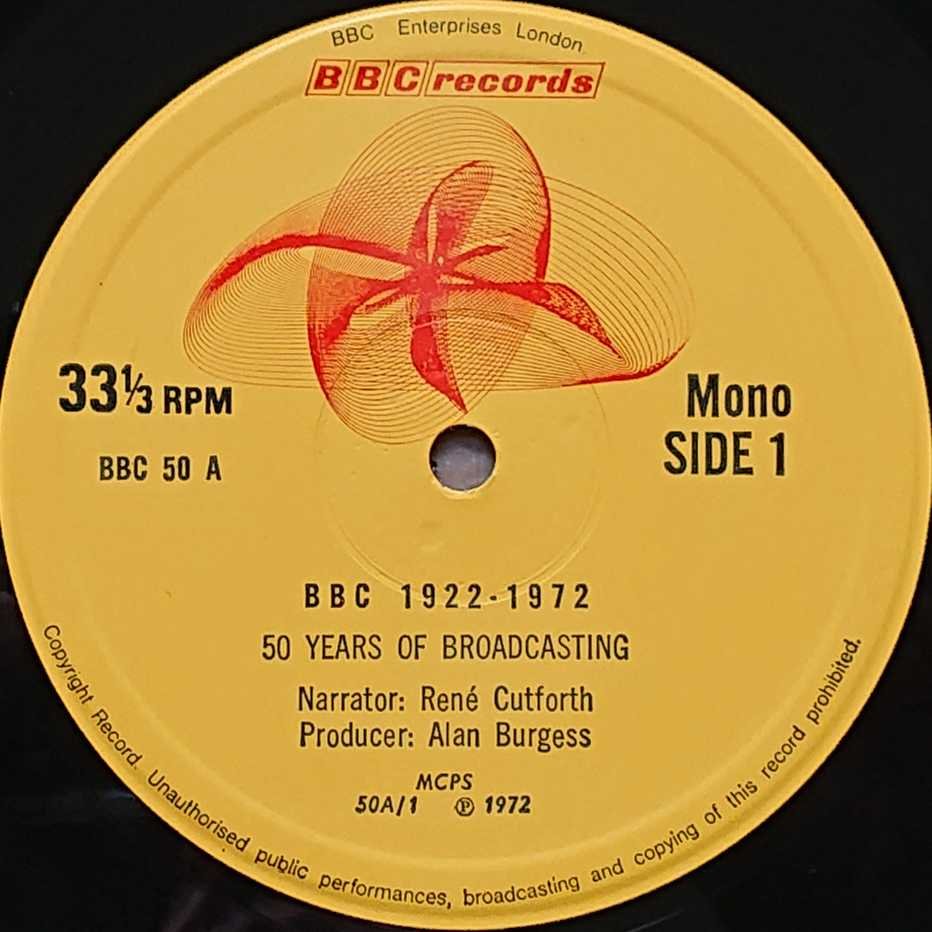 BBC Enterprises London.
BBC records
33⅓ RPM
BBC 50 A
Mono
SIDE 1
BBC 1922-1972
50 YEARS OF BROADCASTING
Narrator: René Cutforth
Producer: Alan Burgess
MCPS
50A/1 Ⓟ 1972
Copyright Record. Unauthorised public performances, broadcasting and copying of this record prohibited.